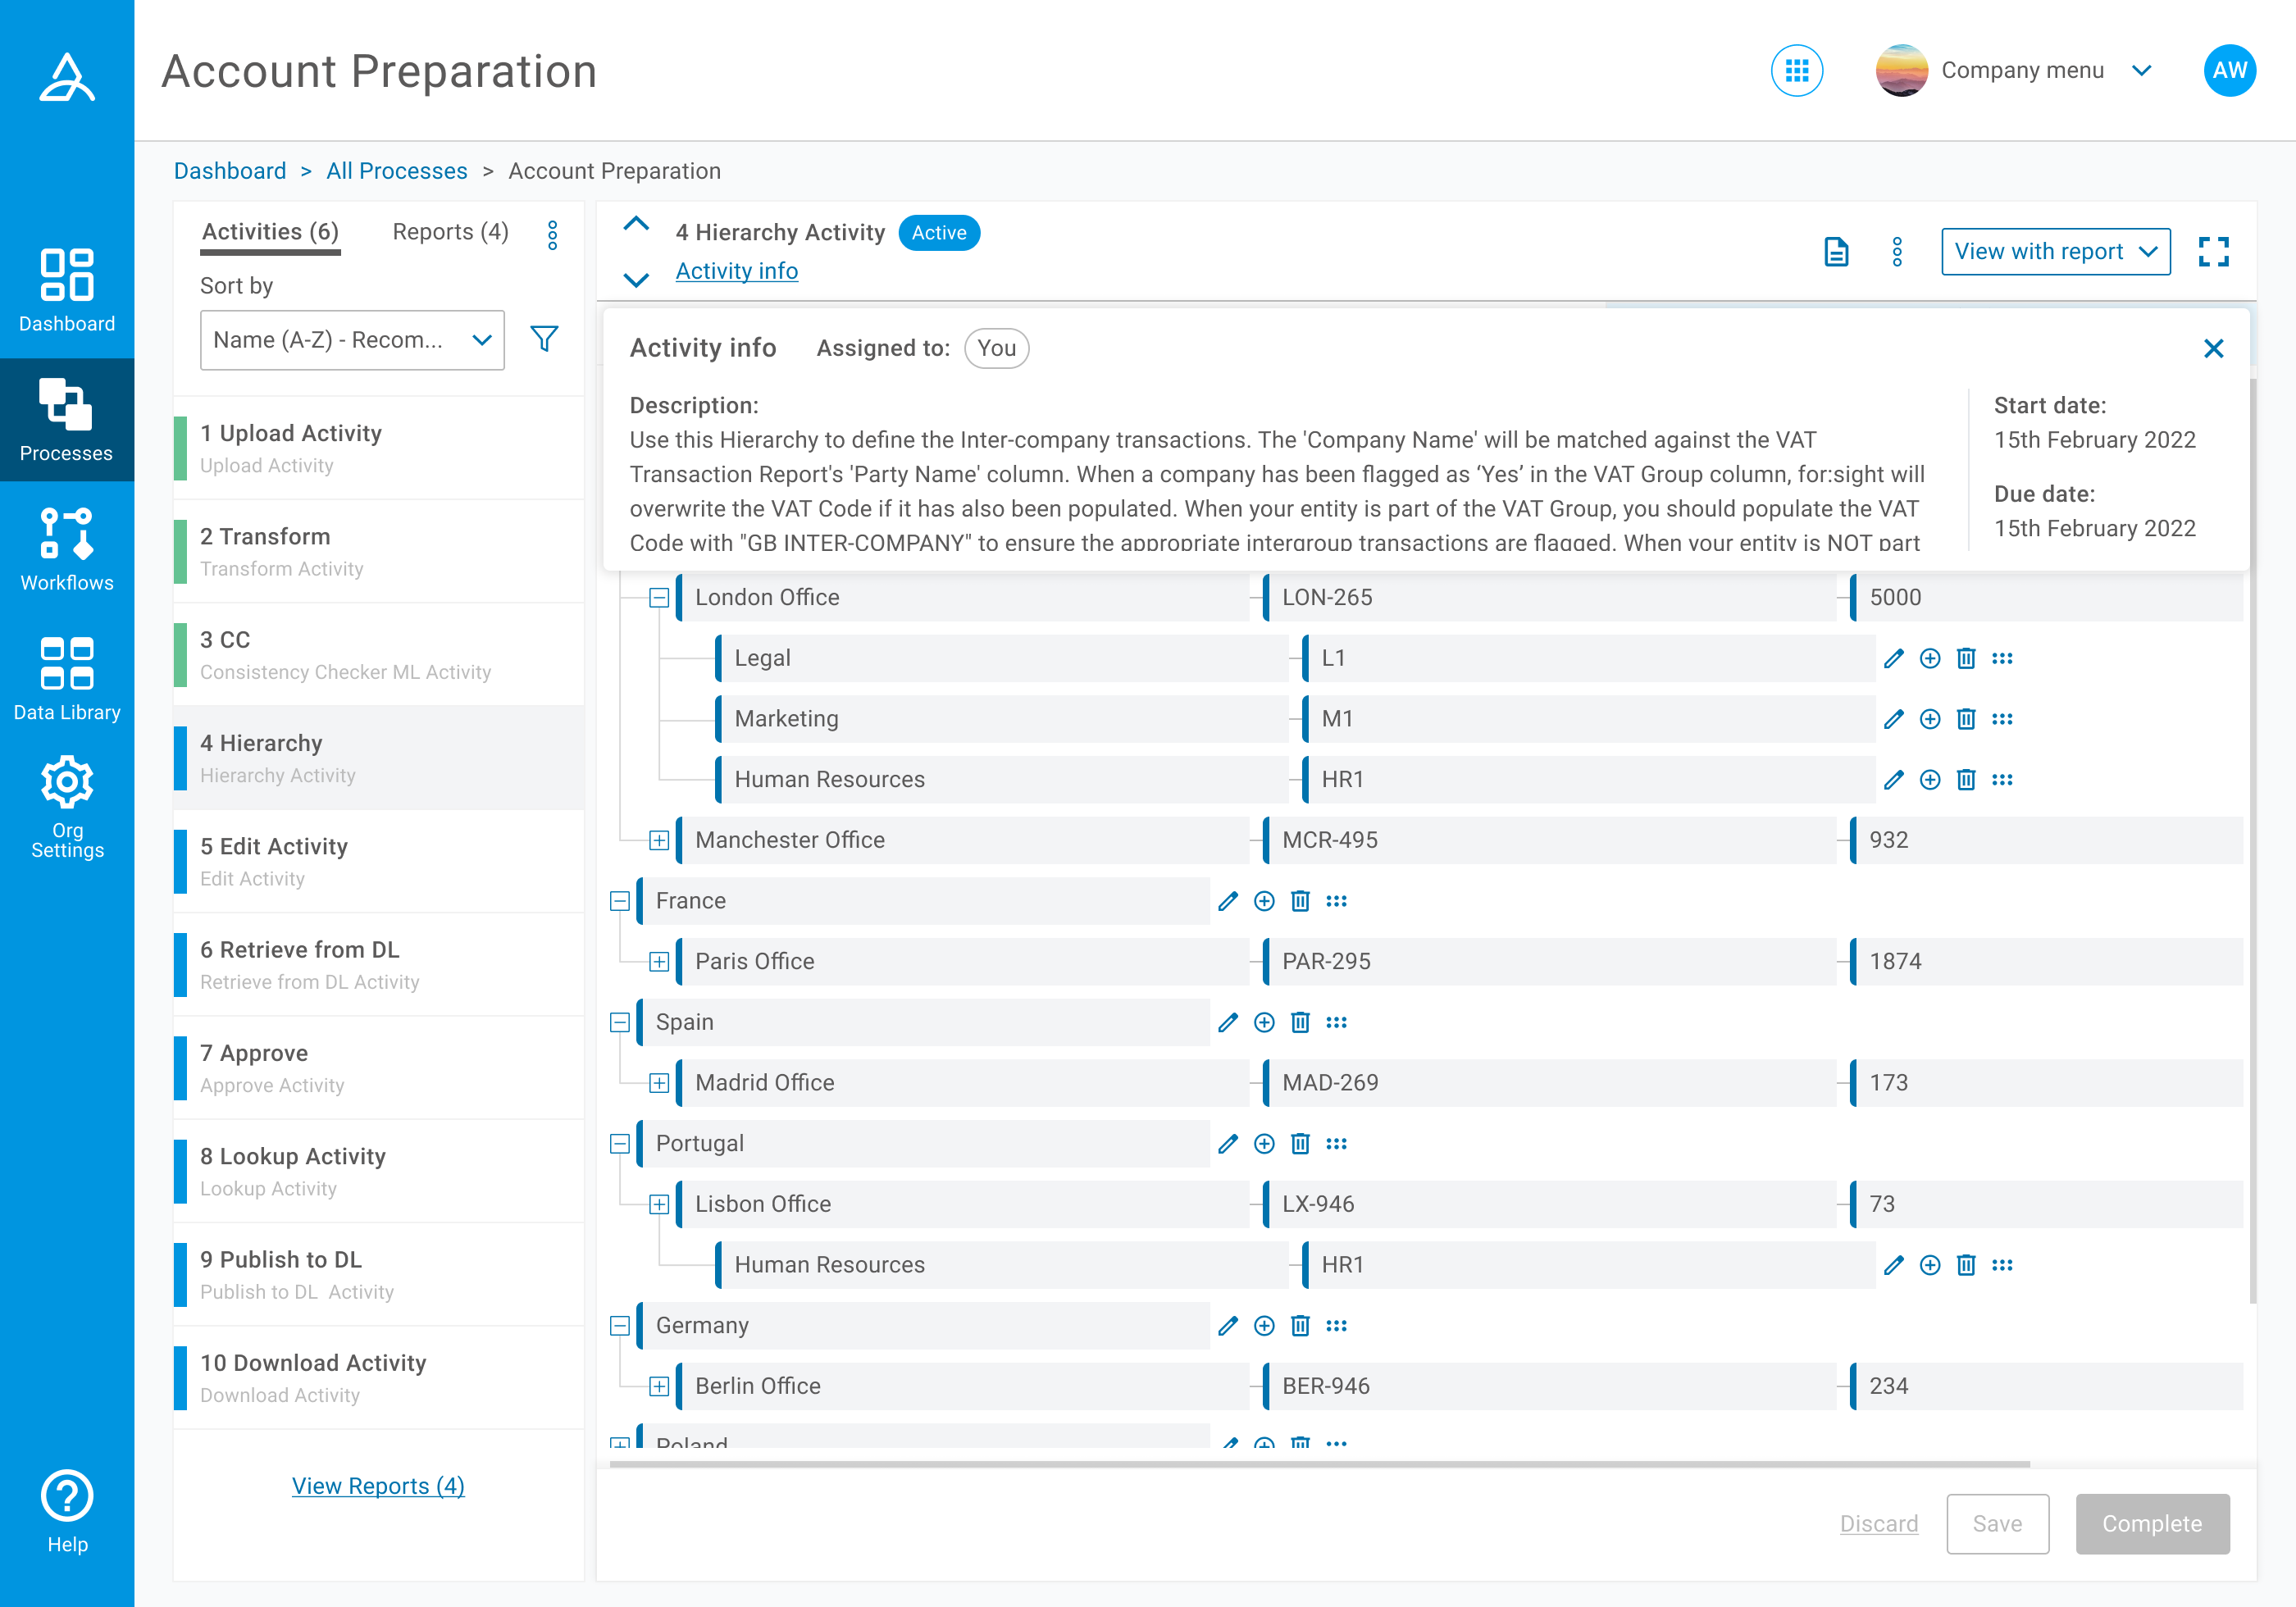 Account Preparation
Company menu
AW
Dashboard > All Processes > Account Preparation
Dashboard
Processes
Workflows
Data Library
Org
Settings
Help
Activities (6)
Reports (4)
Sort by
Name (A-Z) - Recom...
1 Upload Activity
Upload Activity
2 Transform
Transform Activity
3 CC
Consistency Checker ML Activity
4 Hierarchy
Hierarchy Activity
5 Edit Activity
Edit Activity
6 Retrieve from DL
Retrieve from DL Activity
7 Approve
Approve Activity
8 Lookup Activity
Lookup Activity
9 Publish to DL
Publish to DL Activity
10 Download Activity
Download Activity
View Reports (4)
4 Hierarchy Activity
Active
Activity info
View with report
Activity info
Assigned to:
You
Description:
Use this Hierarchy to define the Inter-company transactions. The 'Company Name' will be matched against the VAT
Transaction Report's 'Party Name' column. When a company has been flagged as ‘Yes’ in the VAT Group column, for:sight will
overwrite the VAT Code if it has also been populated. When your entity is part of the VAT Group, you should populate the VAT
Code with "GB INTER-COMPANY" to ensure the appropriate intergroup transactions are flagged. When your entity is NOT part
Start date:
15th February 2022
Due date:
15th February 2022
London Office LON-265 5000
Legal L1
Marketing M1
Human Resources HR1
Manchester Office MCR-495 932
France
Paris Office PAR-295 1874
Spain
Madrid Office MAD-269 173
Portugal
Lisbon Office LX-946 73
Human Resources HR1
Germany
Berlin Office BER-946 234
Poland
Discard
Save
Complete